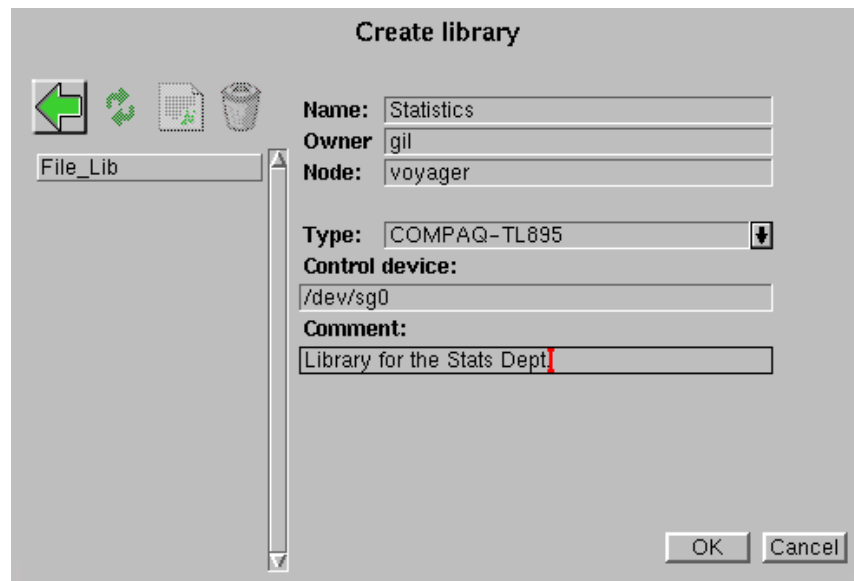 Create library
File_Lib
Name: Statistics
Owner gil
Node: voyager
Type: COMPAQ-TL895
Control device:
/dev/sg0
Comment:
Library for the Stats Dept.
OK Cancel